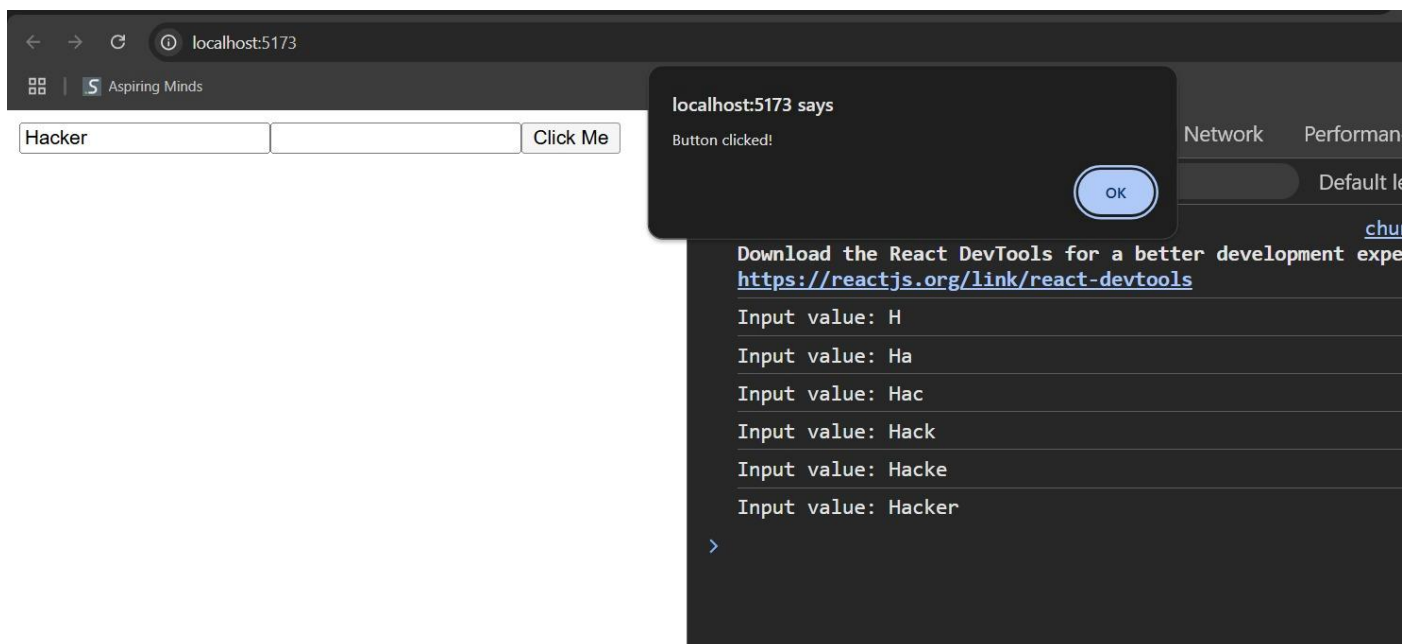 localhost:5173
Aspiring Minds
localhost:5173 says
Button clicked!
OK
Hacker
Click Me
Network Performan
Default le
chu
Download the React DevTools for a better development expe
https://reactjs.org/link/react-devtools
Input value: H
Input value: Ha
Input value: Hac
Input value: Hack
Input value: Hacke
Input value: Hacker